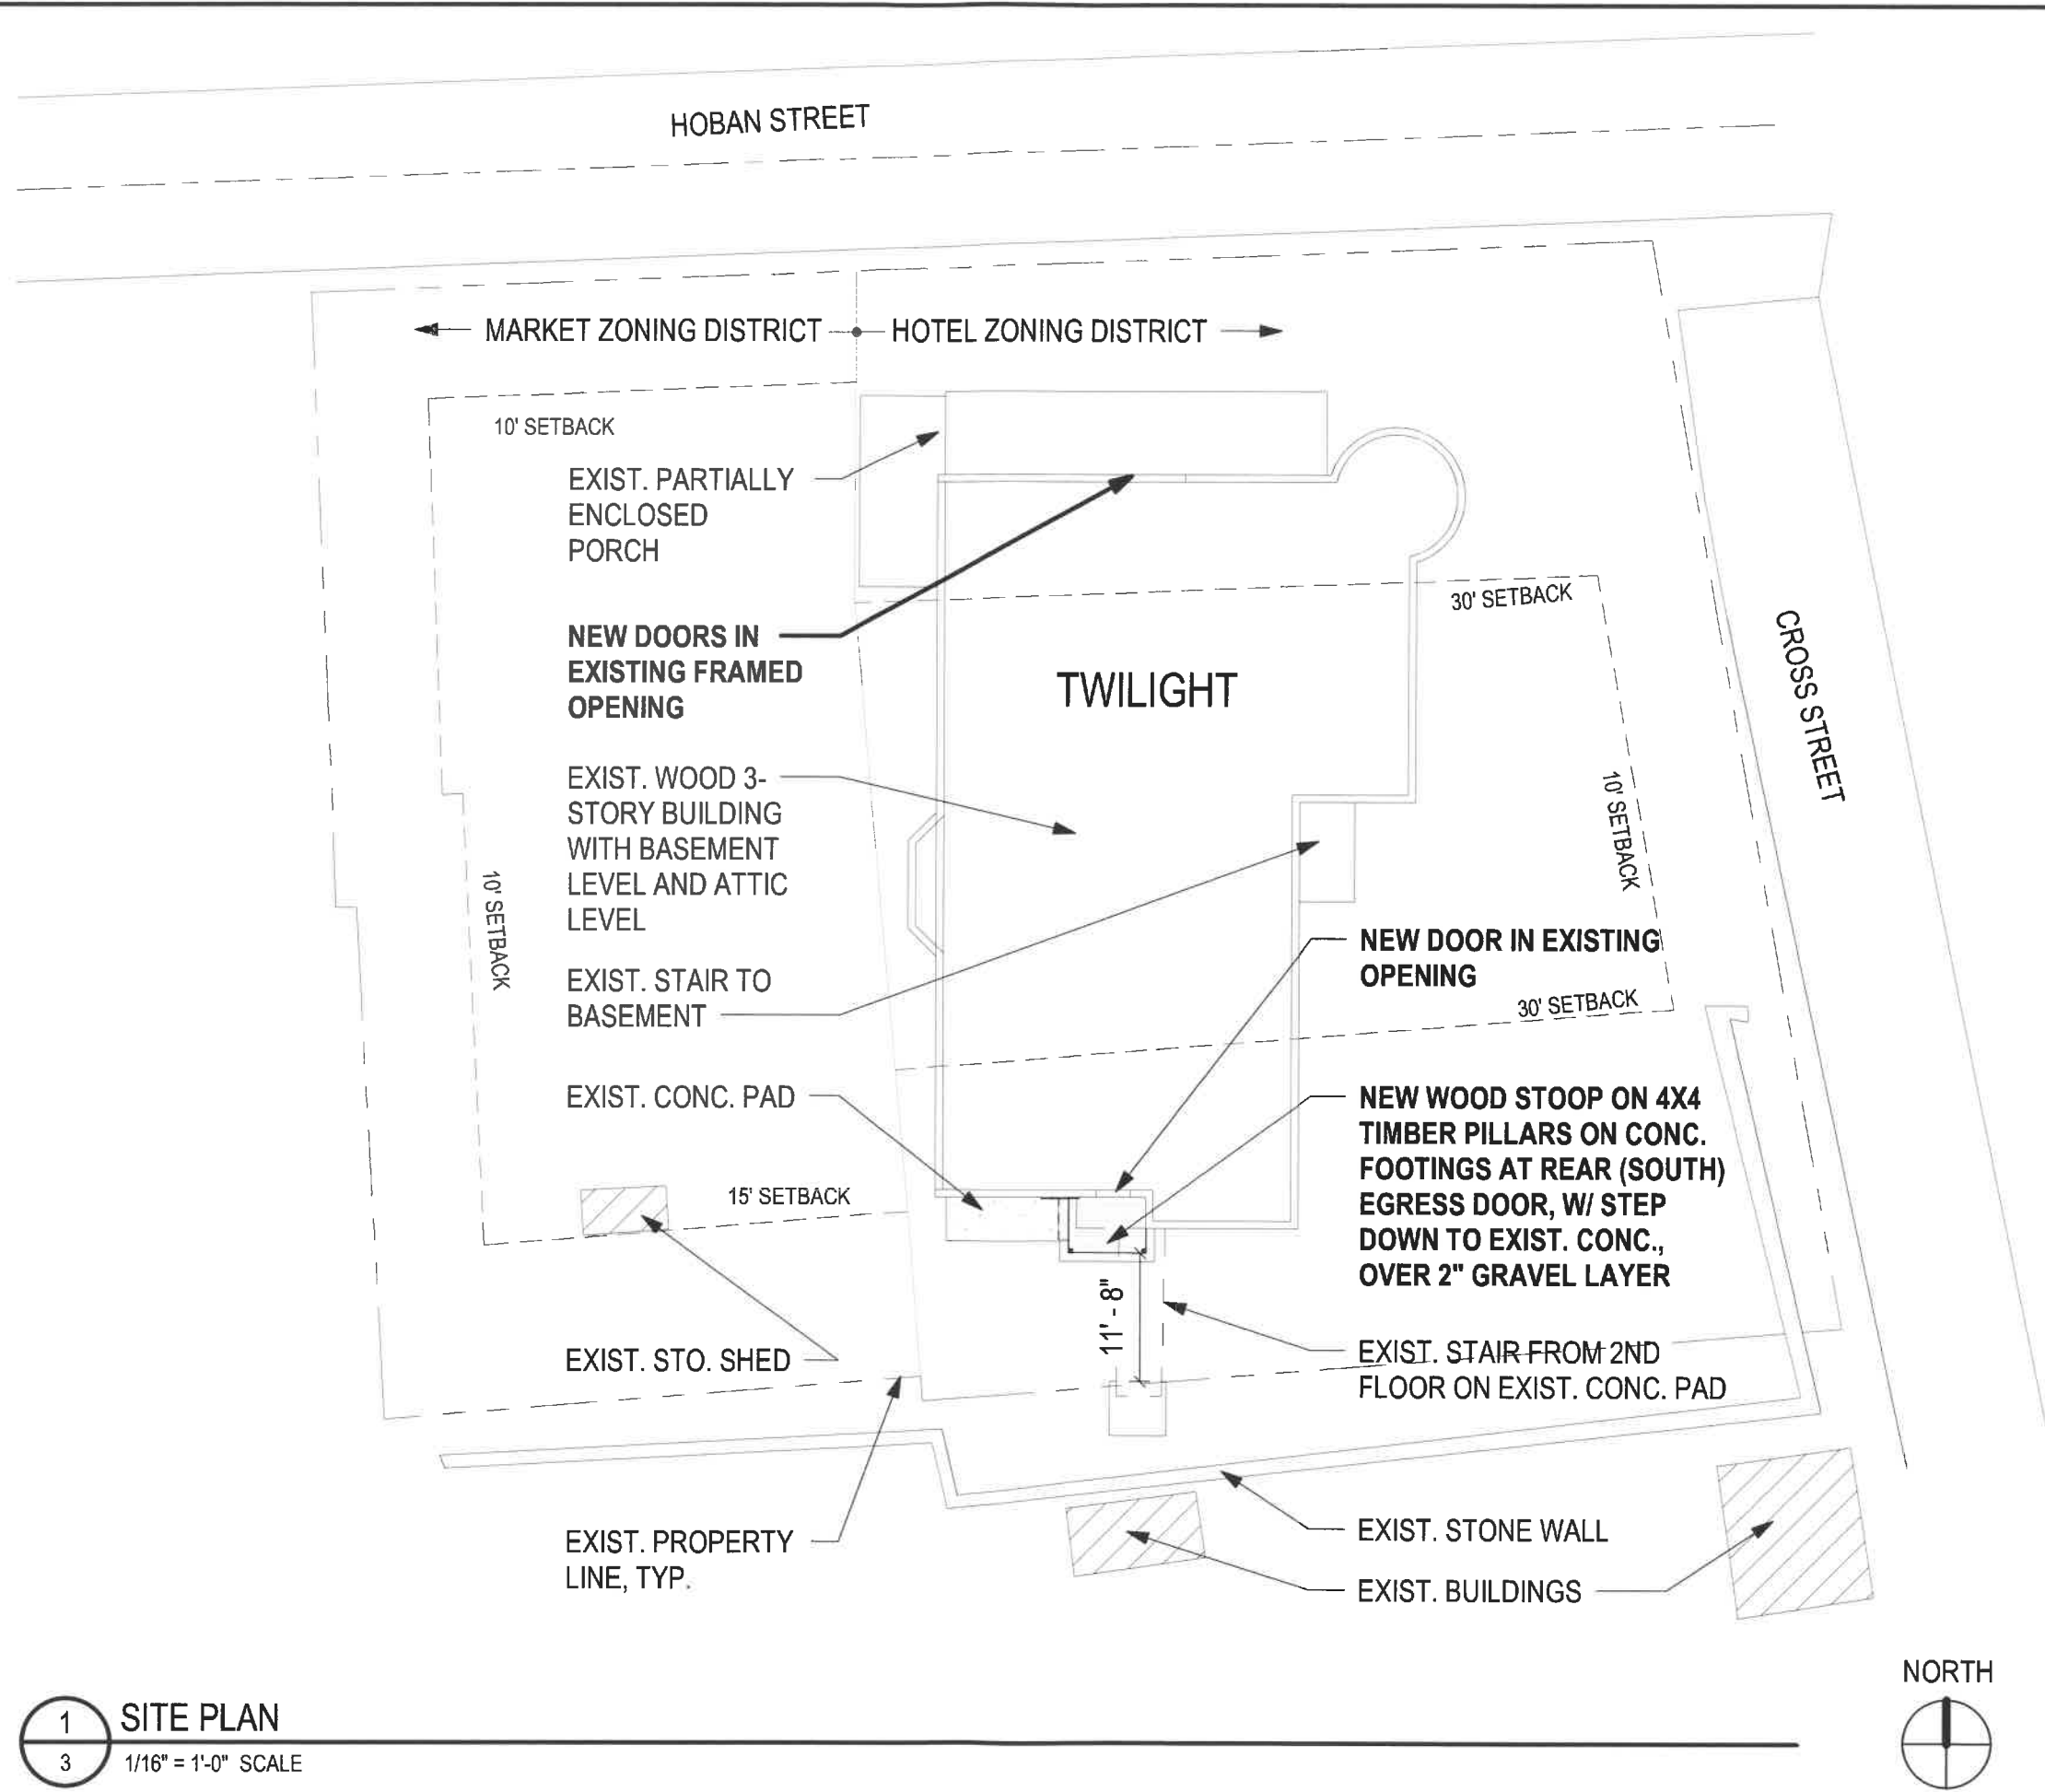 HOBAN STREET
MARKET ZONING DISTRICT
HOTEL ZONING DISTRICT
10' SETBACK
EXIST. PARTIALLY
ENCLOSED
PORCH
30' SETBACK
NEW DOORS IN
EXISTING FRAMED
OPENING
TWILIGHT
CROSS STREET
EXIST. WOOD 3-
STORY BUILDING
WITH BASEMENT
LEVEL AND ATTIC
LEVEL
10' SETBACK
10' SETBACK
NEW DOOR IN EXISTING
OPENING
EXIST. STAIR TO
BASEMENT
30' SETBACK
EXIST. CONC. PAD
NEW WOOD STOOP ON 4X4
TIMBER PILLARS ON CONC.
FOOTINGS AT REAR (SOUTH)
EGRESS DOOR, W/ STEP
DOWN TO EXIST. CONC.,
OVER 2" GRAVEL LAYER
15' SETBACK
11' - 8"
EXIST. STO. SHED
EXIST. STAIR FROM 2ND
FLOOR ON EXIST. CONC. PAD
EXIST. PROPERTY
LINE, TYP.
EXIST. STONE WALL
EXIST. BUILDINGS
NORTH
1
3
SITE PLAN
1/16" = 1'-0" SCALE